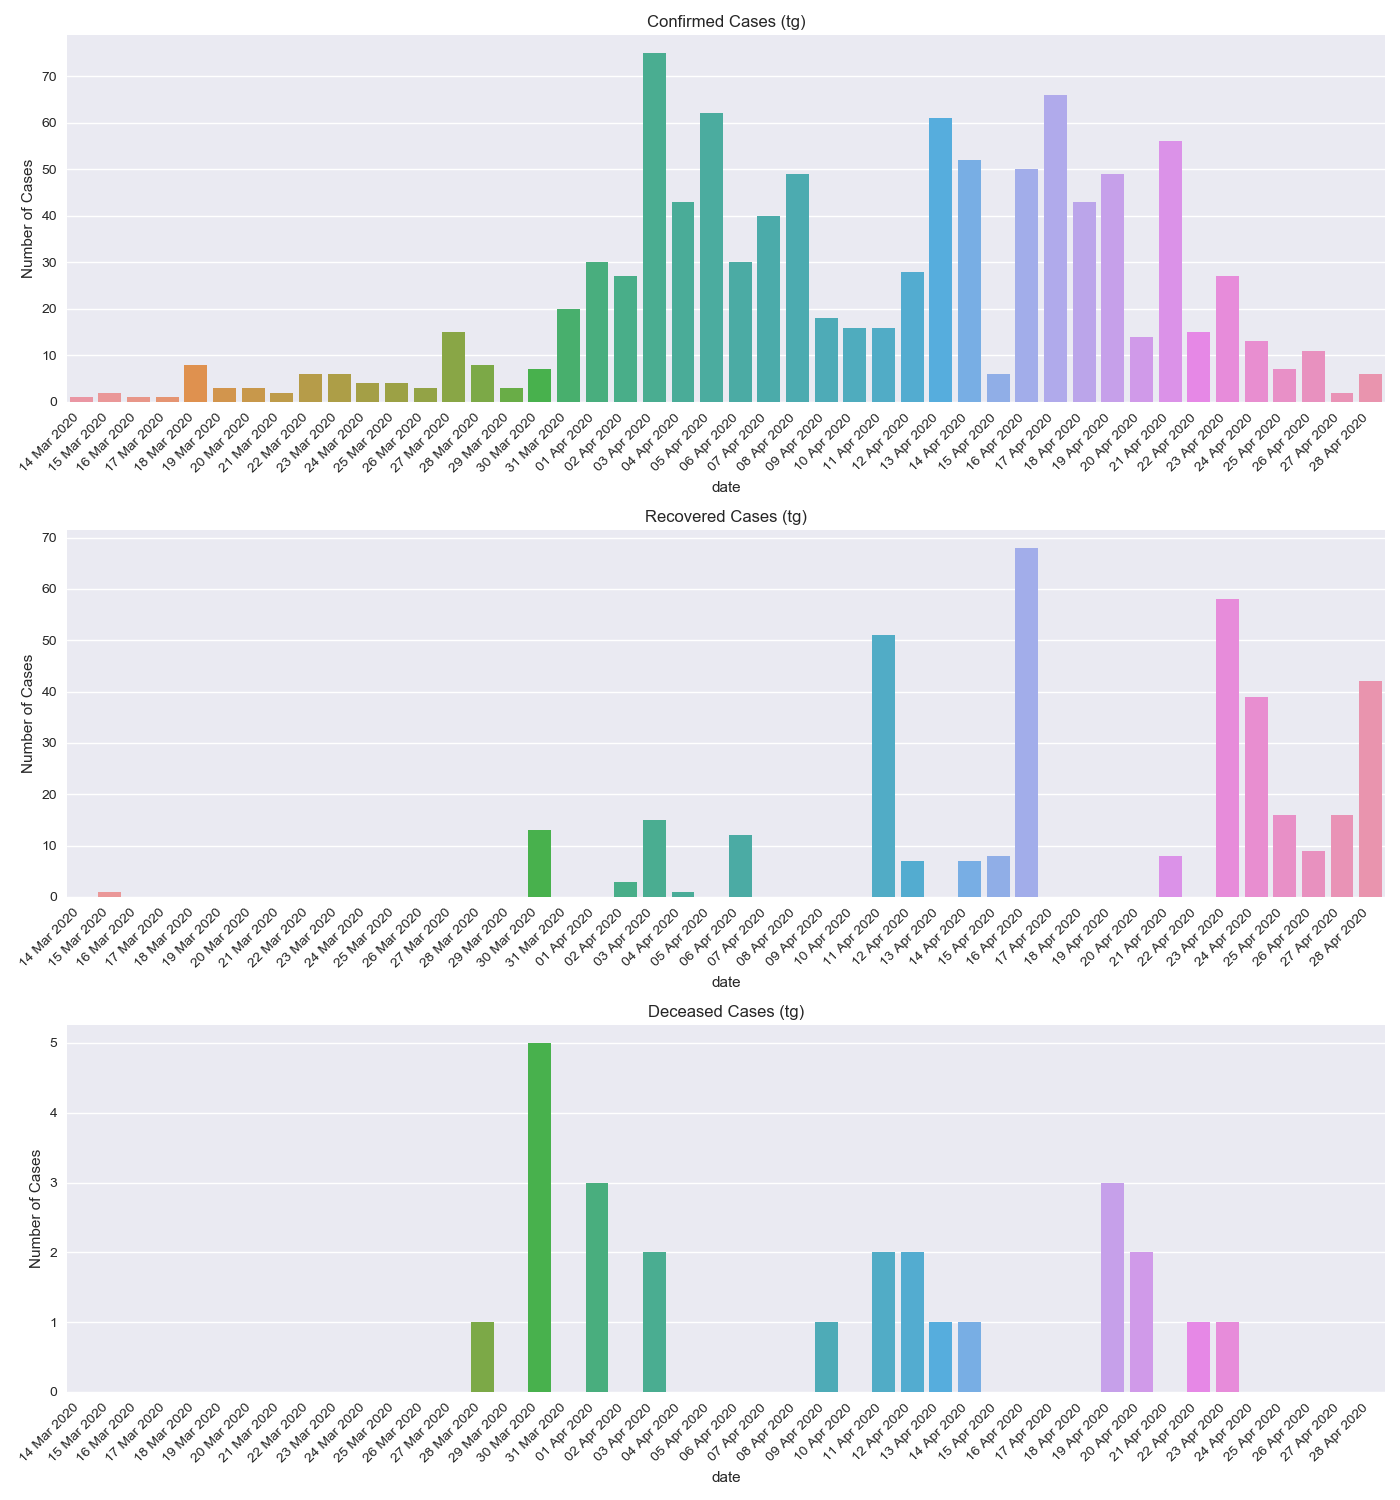 Confirmed Cases (tg)
Number of Cases
70
60
50
40
30
20
10
0
14 Mar 2020
15 Mar 2020
16 Mar 2020
17 Mar 2020
18 Mar 2020
19 Mar 2020
20 Mar 2020
21 Mar 2020
22 Mar 2020
23 Mar 2020
24 Mar 2020
25 Mar 2020
26 Mar 2020
27 Mar 2020
28 Mar 2020
29 Mar 2020
30 Mar 2020
31 Mar 2020
01 Apr 2020
02 Apr 2020
03 Apr 2020
04 Apr 2020
05 Apr 2020
06 Apr 2020
07 Apr 2020
08 Apr 2020
09 Apr 2020
10 Apr 2020
11 Apr 2020
12 Apr 2020
13 Apr 2020
14 Apr 2020
15 Apr 2020
16 Apr 2020
17 Apr 2020
18 Apr 2020
19 Apr 2020
20 Apr 2020
21 Apr 2020
22 Apr 2020
23 Apr 2020
24 Apr 2020
25 Apr 2020
26 Apr 2020
27 Apr 2020
28 Apr 2020
date
Recovered Cases (tg)
Number of Cases
70
60
50
40
30
20
10
0
14 Mar 2020
15 Mar 2020
16 Mar 2020
17 Mar 2020
18 Mar 2020
19 Mar 2020
20 Mar 2020
21 Mar 2020
22 Mar 2020
23 Mar 2020
24 Mar 2020
25 Mar 2020
26 Mar 2020
27 Mar 2020
28 Mar 2020
29 Mar 2020
30 Mar 2020
31 Mar 2020
01 Apr 2020
02 Apr 2020
03 Apr 2020
04 Apr 2020
05 Apr 2020
06 Apr 2020
07 Apr 2020
08 Apr 2020
09 Apr 2020
10 Apr 2020
11 Apr 2020
12 Apr 2020
13 Apr 2020
14 Apr 2020
15 Apr 2020
16 Apr 2020
17 Apr 2020
18 Apr 2020
19 Apr 2020
20 Apr 2020
21 Apr 2020
22 Apr 2020
23 Apr 2020
24 Apr 2020
25 Apr 2020
26 Apr 2020
27 Apr 2020
28 Apr 2020
date
Deceased Cases (tg)
Number of Cases
5
4
3
2
1
0
14 Mar 2020
15 Mar 2020
16 Mar 2020
17 Mar 2020
18 Mar 2020
19 Mar 2020
20 Mar 2020
21 Mar 2020
22 Mar 2020
23 Mar 2020
24 Mar 2020
25 Mar 2020
26 Mar 2020
27 Mar 2020
28 Mar 2020
29 Mar 2020
30 Mar 2020
31 Mar 2020
01 Apr 2020
02 Apr 2020
03 Apr 2020
04 Apr 2020
05 Apr 2020
06 Apr 2020
07 Apr 2020
08 Apr 2020
09 Apr 2020
10 Apr 2020
11 Apr 2020
12 Apr 2020
13 Apr 2020
14 Apr 2020
15 Apr 2020
16 Apr 2020
17 Apr 2020
18 Apr 2020
19 Apr 2020
20 Apr 2020
21 Apr 2020
22 Apr 2020
23 Apr 2020
24 Apr 2020
25 Apr 2020
26 Apr 2020
27 Apr 2020
28 Apr 2020
date